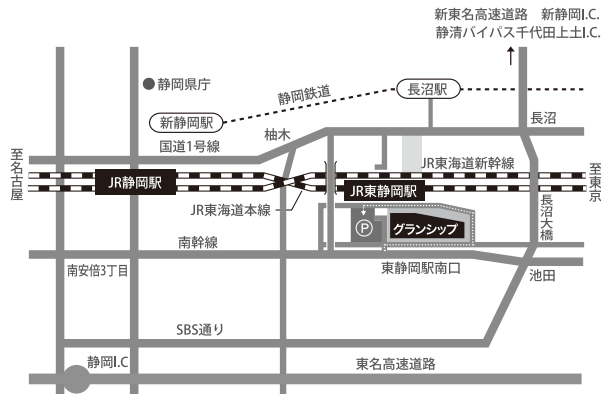 新東名高速道路　新静岡I.C.
静清バイパス千代田上土I.C.
静岡県庁
静岡鉄道
長沼駅
新静岡駅
柚木
長沼
国道1号線
至名古屋
JR静岡駅
JR東海道新幹線
JR東静岡駅
至東京
JR東海道本線
長沼大橋
P
グランシップ
南幹線
東静岡駅南口
池田
南安倍3丁目
SBS通り
静岡I.C
東名高速道路